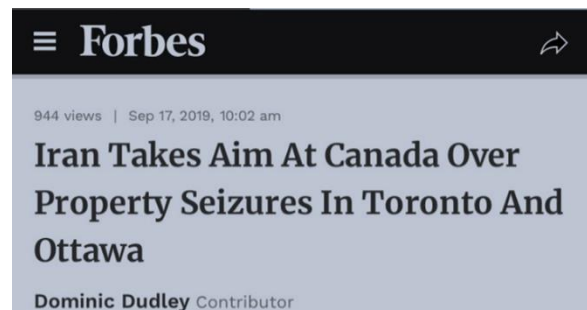 Forbes
944 views | Sep 17, 2019, 10:02 am
Iran Takes Aim At Canada Over
Property Seizures In Toronto And
Ottawa
Dominic Dudley Contributor